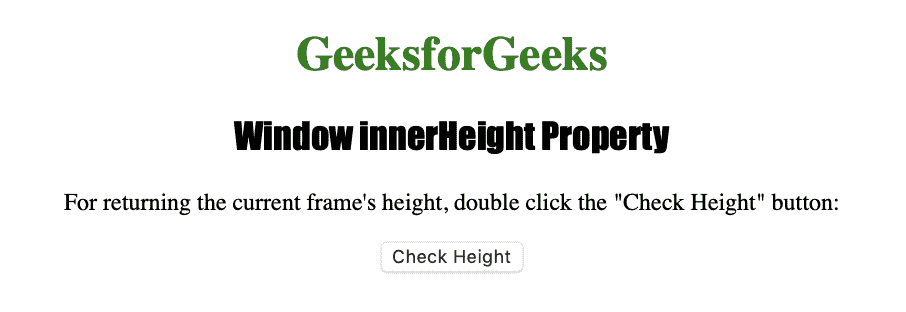 GeeksforGeeks
Window innerHeight Property
For returning the current frame's height, double click the "Check Height" button:
Check Height